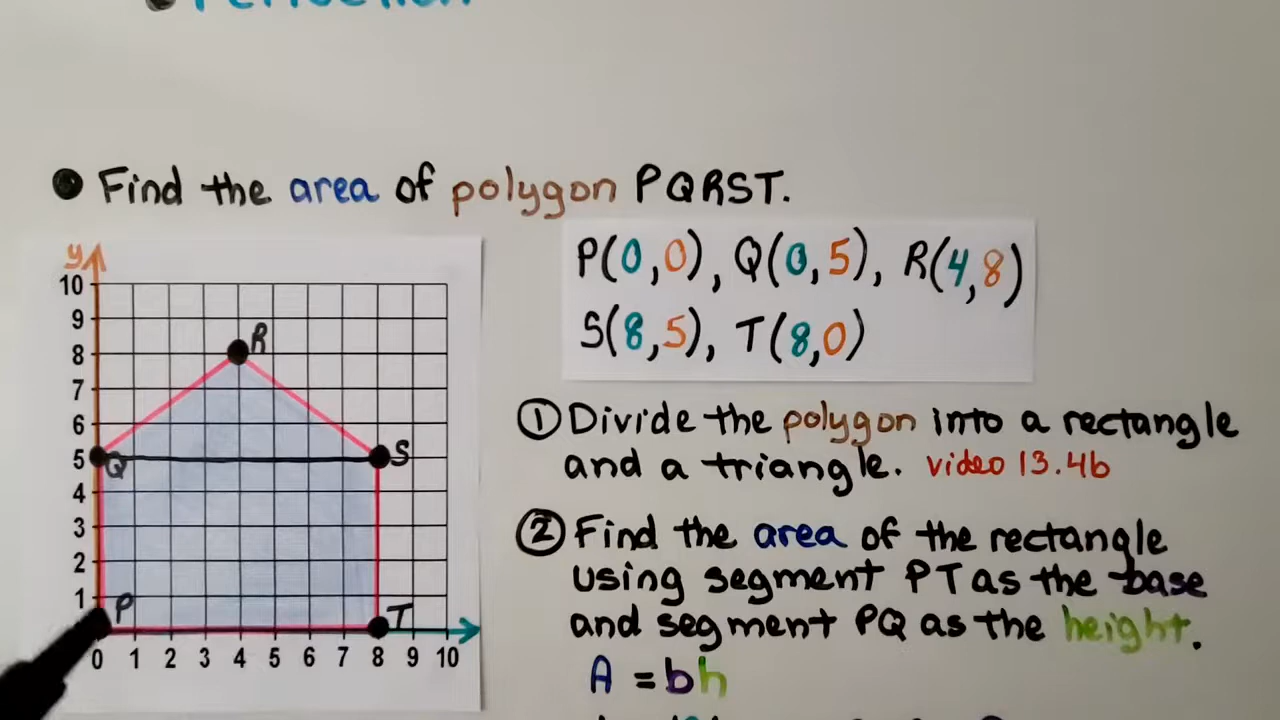 Find the area of polygon PQRST.
P(0,0), Q(0,5), R(4,8)
S(8,5), T(8,0)
y
10
9
8
7
6
5
4
3
2
1
0 1 2 3 4 5 6 7 8 9 10
R
Q
S
P
T
① Divide the polygon into a rectangle
and a triangle. video 13.4b
② Find the area of the rectangle
using segment PT as the base
and segment PQ as the height.
A = bh